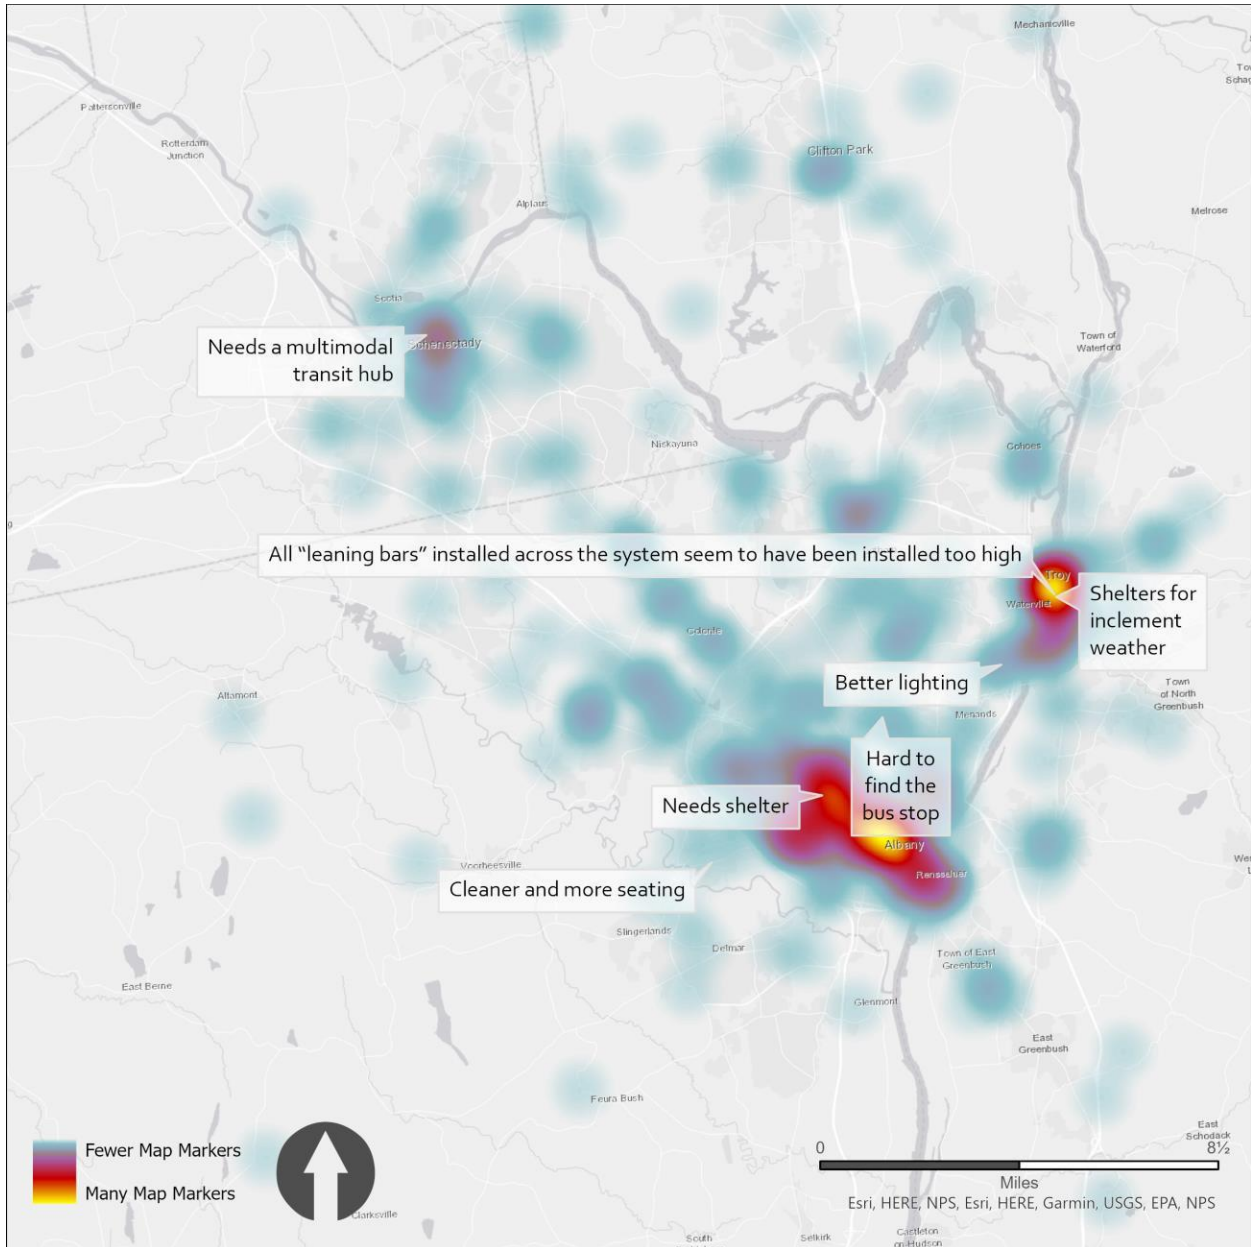 Mechanicville
Pattersonville
Rotterdam
Junction
Clifton Park
Alplaus
Melrose
Scotia
Needs a multimodal
transit hub
Schenectady
Town of
Waterford
Niskayuna
Cohoes
All “leaning bars” installed across the system seem to have been installed too high
Troy
Watervliet
Shelters for
inclement
weather
Colonie
Better lighting
Altamont
Town
of North
Greenbush
Menands
Hard to
find the
bus stop
Needs shelter
Albany
Voorheesville
Rensselaer
Cleaner and more seating
Slingerlands
Delmar
Town of East
Greenbush
East Berne
Glenmont
East
Greenbush
Feura Bush
East
Schodack
Fewer Map Markers
Many Map Markers
0
8½
Miles
Esri, HERE, NPS, Esri, HERE, Garmin, USGS, EPA, NPS
Clarksville
South
Selkirk
Castleton
on-Hudson